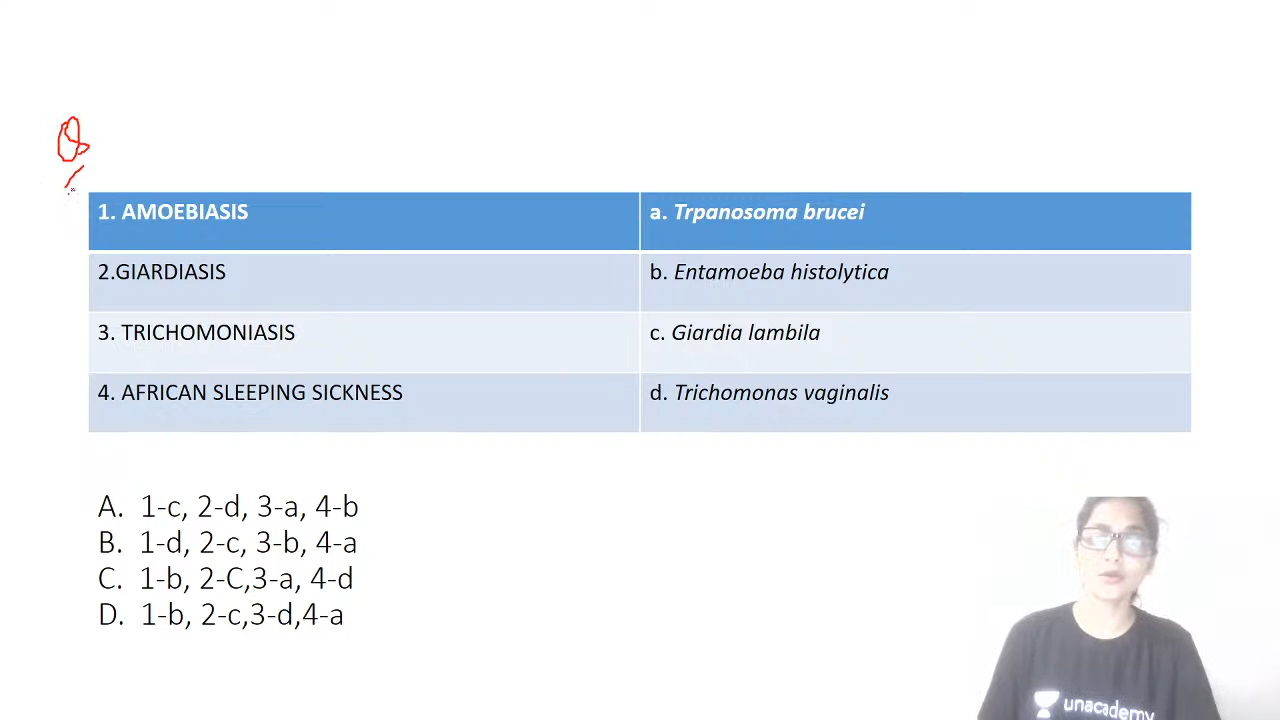 Q
1. AMOEBIASIS a. Trpanosoma brucei
2.GIARDIASIS b. Entamoeba histolytica
3. TRICHOMONIASIS c. Giardia lambila
4. AFRICAN SLEEPING SICKNESS d. Trichomonas vaginalis
A. 1-c, 2-d, 3-a, 4-b
B. 1-d, 2-c, 3-b, 4-a
C. 1-b, 2-C,3-a, 4-d
D. 1-b, 2-c,3-d,4-a
unacademy